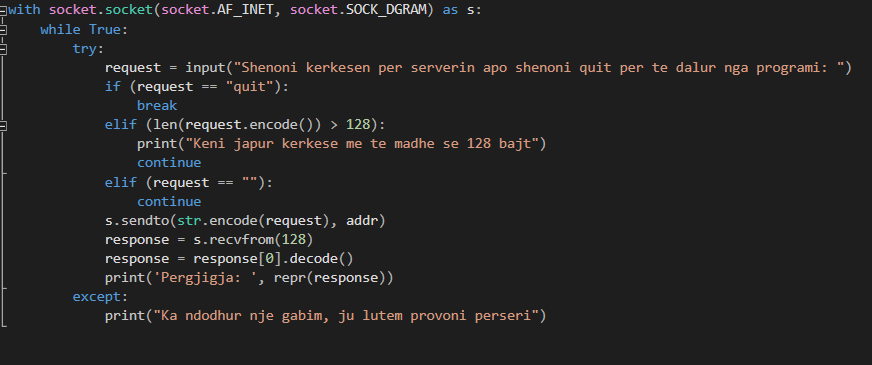 with socket.socket(socket.AF_INET, socket.SOCK_DGRAM) as s:
    while True:
        try:
            request = input("Shenoni kerkesen per serverin apo shenoni quit per te dalur nga programi: ")
            if (request == "quit"):
                break
            elif (len(request.encode()) > 128):
                print("Keni japur kerkese me te madhe se 128 bajt")
                continue
            elif (request == ""):
                continue
            s.sendto(str.encode(request), addr)
            response = s.recvfrom(128)
            response = response[0].decode()
            print('Pergjigja: ', repr(response))
        except:
            print("Ka ndodhur nje gabim, ju lutem provoni perseri")